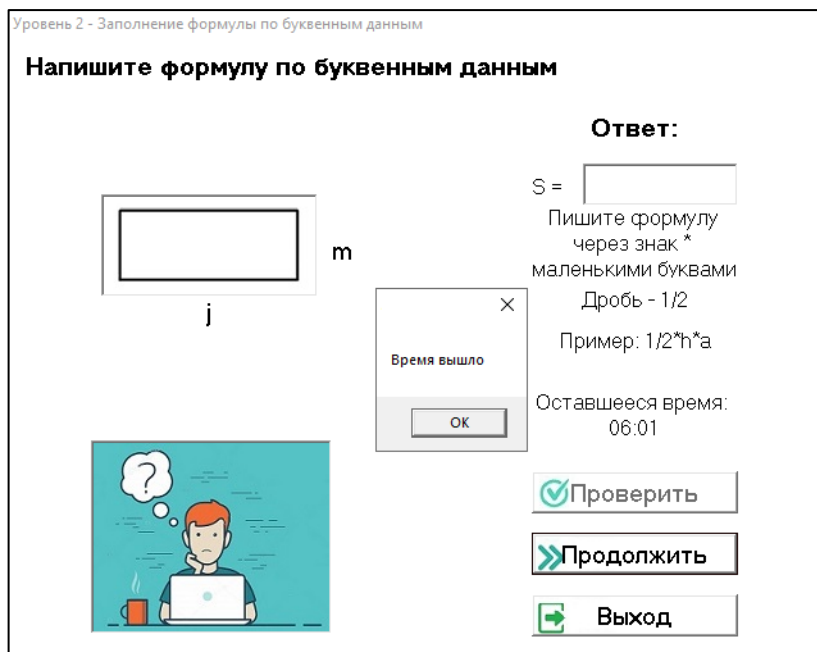 Уровень 2 - Заполнение формулы по буквенным данным
Напишите формулу по буквенным данным
Ответ:
S =
m
j
Пишите формулу
через знак *
маленькими буквами
Дробь - 1/2
Пример: 1/2*h*a
Время вышло
ОК
Оставшееся время:
06:01
?
Проверить
Продолжить
Выход